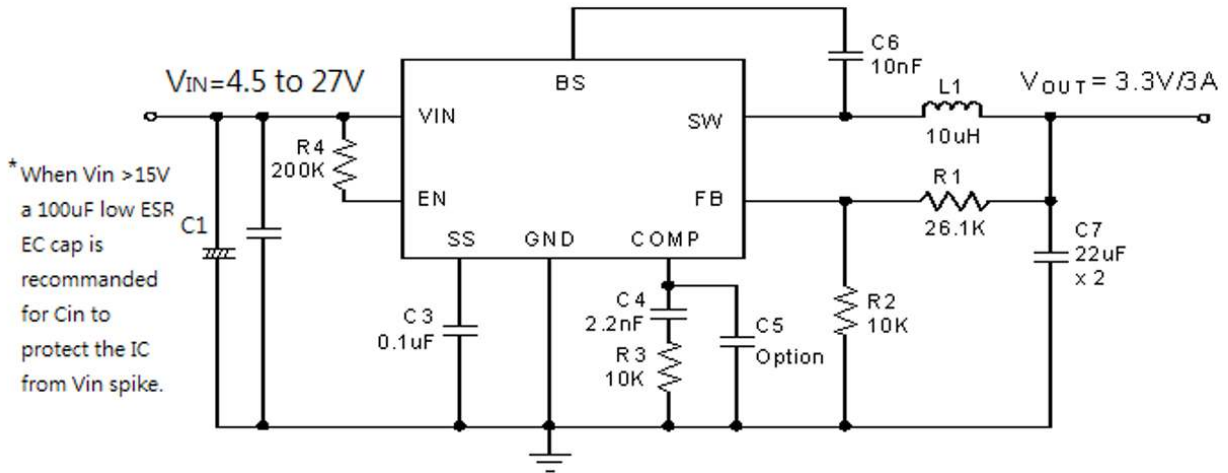 C6
10nF
VIN=4.5 to 27V
BS
L1
VOUT= 3.3V/3A
VIN
SW
10uH
R4
200K
*When Vin >15V
a 100uF low ESR
EC cap is
recommanded
for Cin to
protect the IC
from Vin spike.
C1
EN
FB
R1
26.1K
SS
GND
COMP
C7
22uF
x 2
C3
0.1uF
C4
2.2nF
R3
10K
C5
Option
R2
10K